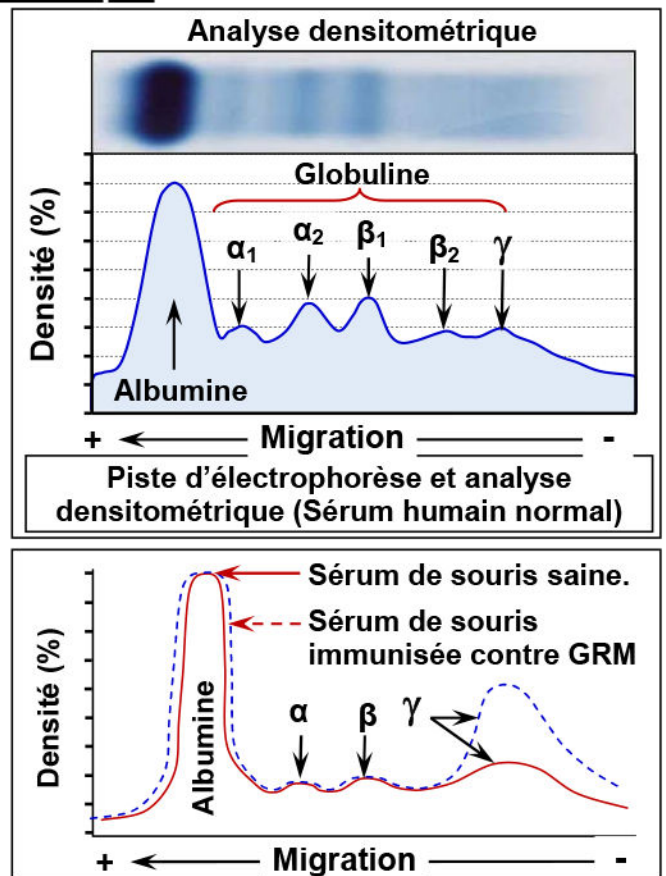 Analyse densitométrique
Globuline
α1
α2
β1
β2
γ
Densité (%)
Albumine
+ Migration -
Piste d'électrophorèse et analyse
densitométrique (Sérum humain normal)
Sérum de souris saine.
Sérum de souris
immunisée contre GRM
Densité (%)
Albumine
α
β
γ
+ Migration -